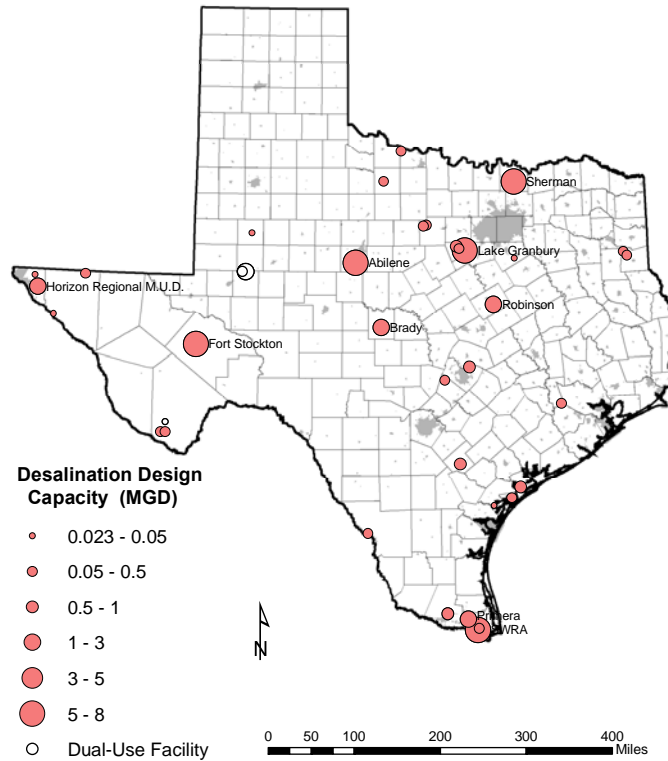 Sherman
Lake Granbury
Abilene
Horizon Regional M.U.D.
Robinson
Brady
Fort Stockton
Desalination Design
Capacity (MGD)
0.023 - 0.05
0.05 - 0.5
0.5 - 1
1 - 3
3 - 5
5 - 8
Dual-Use Facility
Primera
WRA
N
0 50 100 200 300 400
Miles